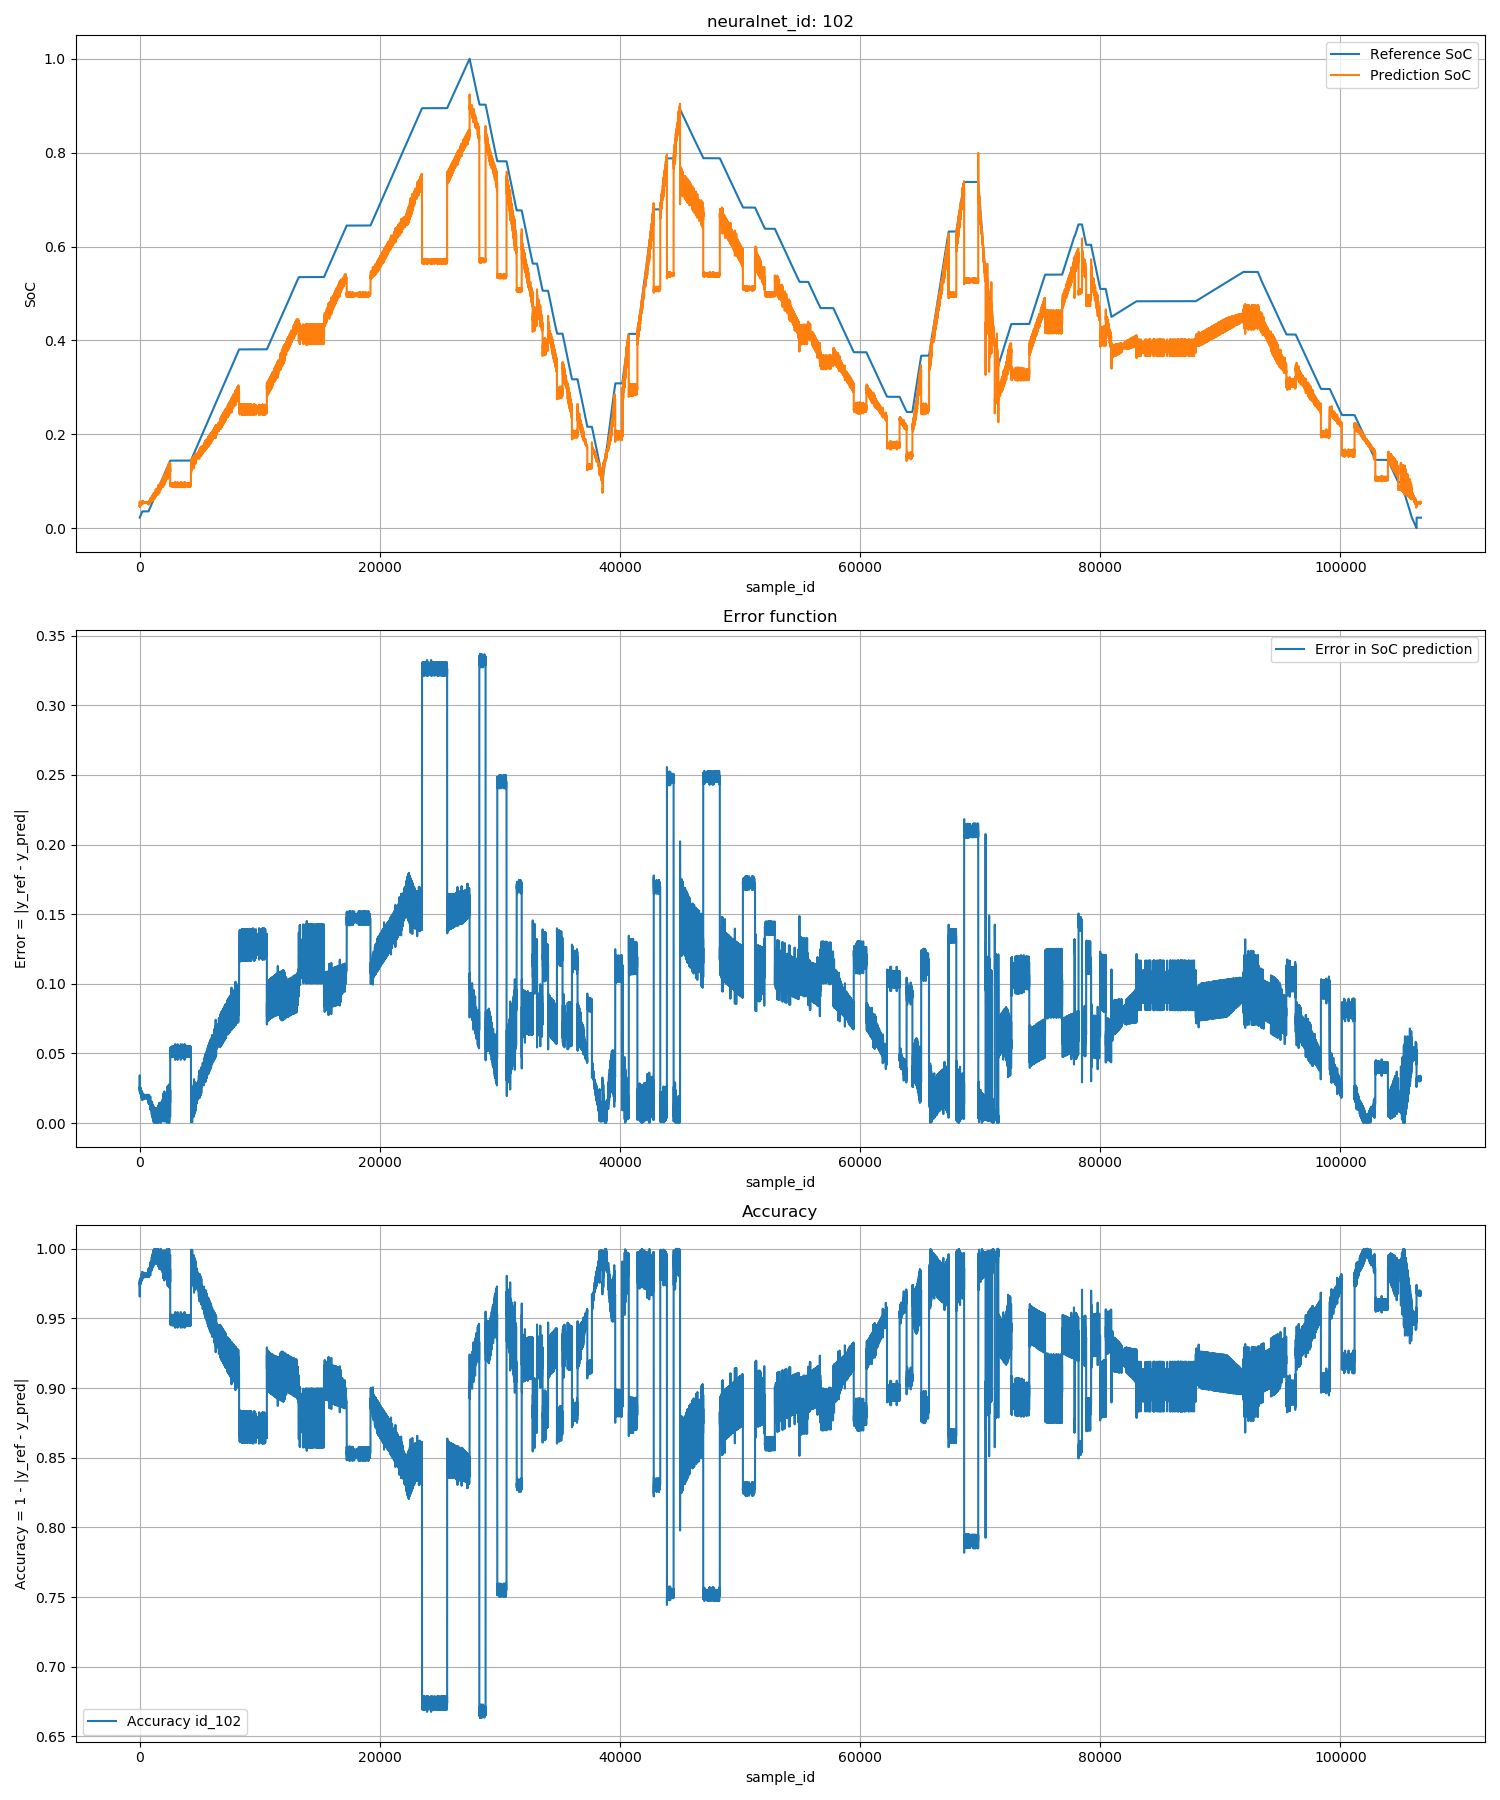 neuralnet_id: 102
Reference SoC
Prediction SoC
1.0
0.8
0.6
0.4
0.2
0.0
SoC
0 20000 40000 60000 80000 100000
sample_id
Error function
Error in SoC prediction
0.35
0.30
0.25
0.20
0.15
0.10
0.05
0.00
Error = |y_ref - y_pred|
0 20000 40000 60000 80000 100000
sample_id
Accuracy
1.00
0.95
0.90
0.85
0.80
0.75
0.70
0.65
Accuracy = 1 - |y_ref - y_pred|
Accuracy id_102
0 20000 40000 60000 80000 100000
sample_id